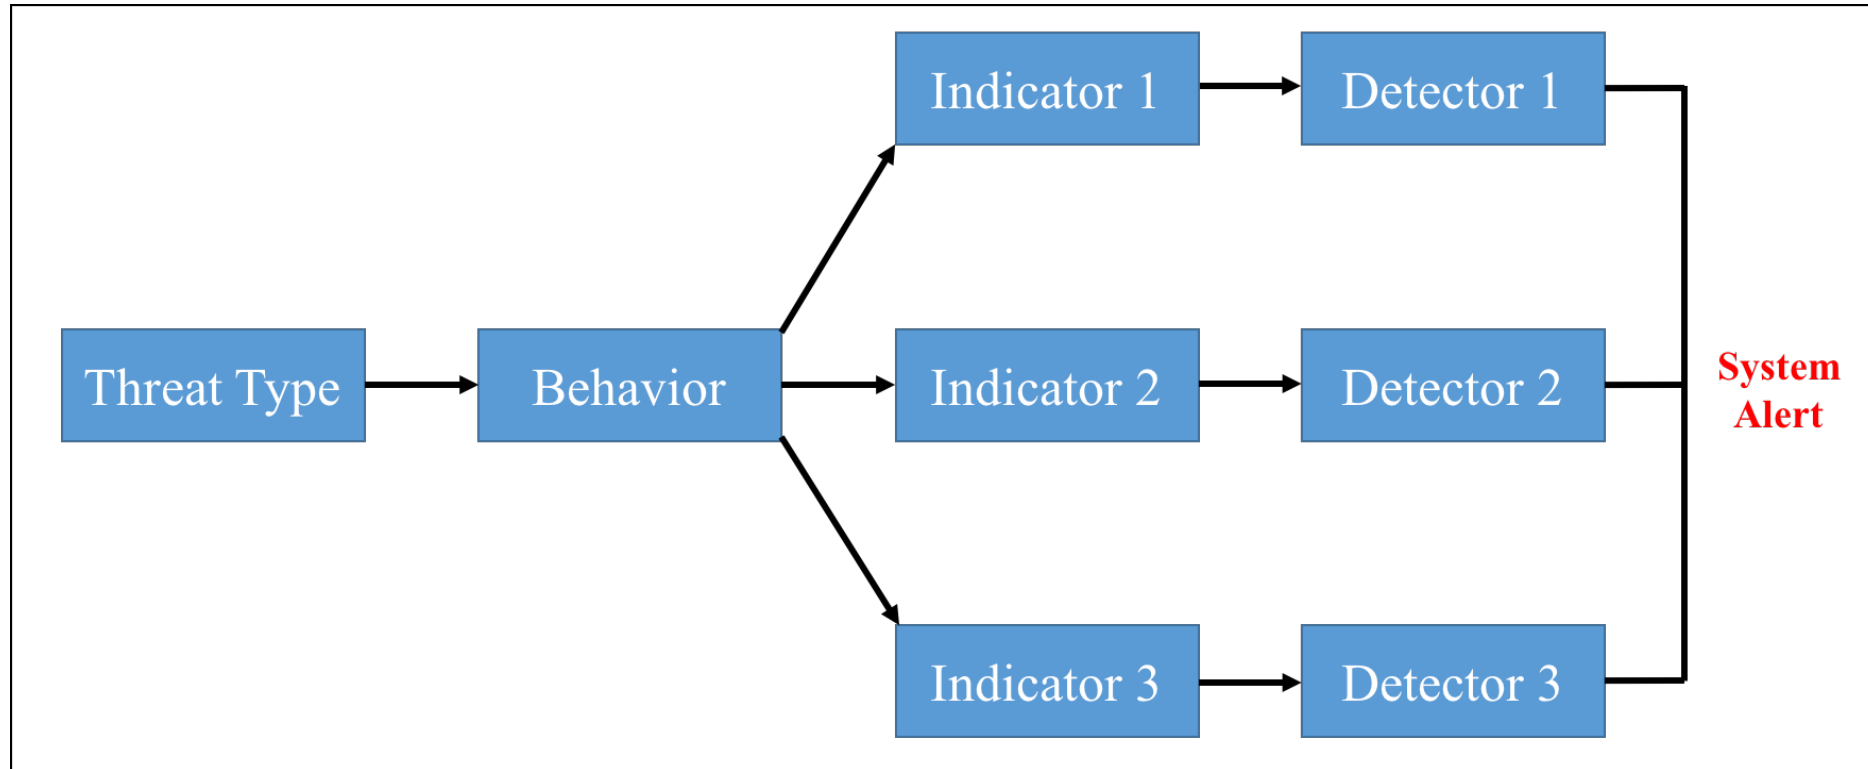 Indicator 1
Detector 1
Threat Type
Behavior
Indicator 2
Detector 2
System
Alert
Indicator 3
Detector 3